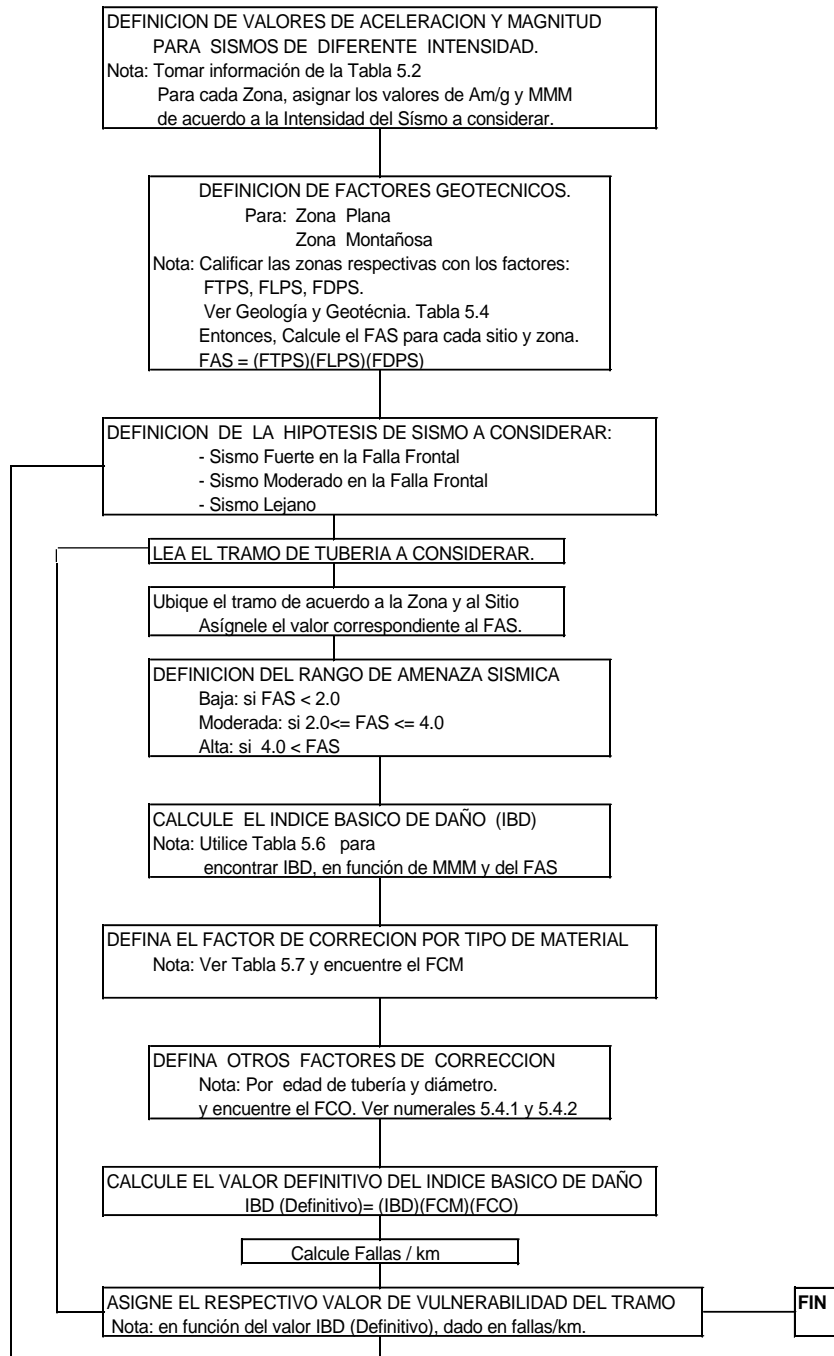 DEFINICION DE VALORES DE ACELERACION Y MAGNITUD
PARA SISMOS DE DIFERENTE INTENSIDAD.
Nota: Tomar información de la Tabla 5.2
Para cada Zona, asignar los valores de Am/g y MMM
de acuerdo a la Intensidad del Sísmo a considerar.
DEFINICION DE FACTORES GEOTECNICOS.
Para: Zona Plana
Zona Montañosa
Nota: Calificar las zonas respectivas con los factores:
FTPS, FLPS, FDPS.
Ver Geología y Geotécnia. Tabla 5.4
Entonces, Calcule el FAS para cada sitio y zona.
FAS = (FTPS)(FLPS)(FDPS)
DEFINICION DE LA HIPOTESIS DE SISMO A CONSIDERAR:
- Sismo Fuerte en la Falla Frontal
- Sismo Moderado en la Falla Frontal
- Sismo Lejano
LEA EL TRAMO DE TUBERIA A CONSIDERAR.
Ubique el tramo de acuerdo a la Zona y al Sitio
Asígnele el valor correspondiente al FAS.
DEFINICION DEL RANGO DE AMENAZA SISMICA
Baja: si FAS < 2.0
Moderada: si 2.0<= FAS <= 4.0
Alta: si 4.0 < FAS
CALCULE EL INDICE BASICO DE DAÑO (IBD)
Nota: Utilice Tabla 5.6 para
encontrar IBD, en función de MMM y del FAS
DEFINA EL FACTOR DE CORRECION POR TIPO DE MATERIAL
Nota: Ver Tabla 5.7 y encuentre el FCM
DEFINA OTROS FACTORES DE CORRECCION
Nota: Por edad de tubería y diámetro.
y encuentre el FCO. Ver numerales 5.4.1 y 5.4.2
CALCULE EL VALOR DEFINITIVO DEL INDICE BASICO DE DAÑO
IBD (Definitivo)= (IBD)(FCM)(FCO)
Calcule Fallas / km
ASIGNE EL RESPECTIVO VALOR DE VULNERABILIDAD DEL TRAMO
FIN
Nota: en función del valor IBD (Definitivo), dado en fallas/km.